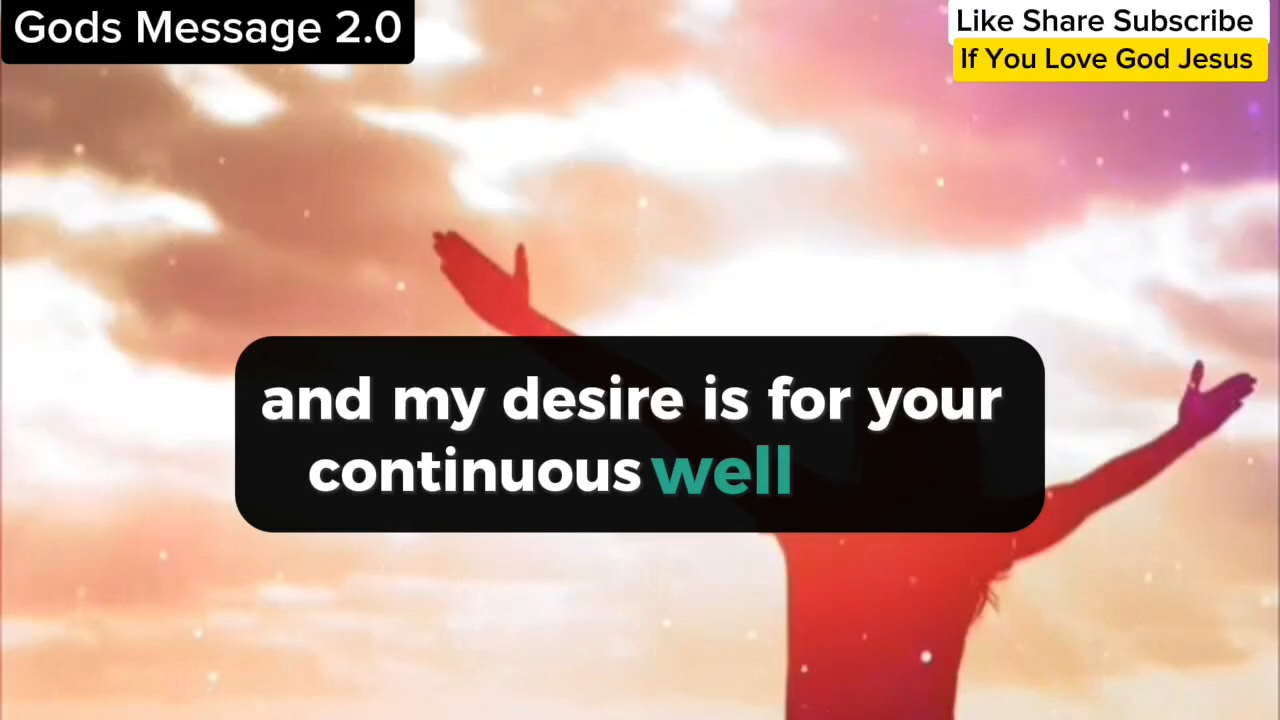 Gods Message 2.0
Like Share Subscribe
If You Love God Jesus
and my desire is for your
continuous well